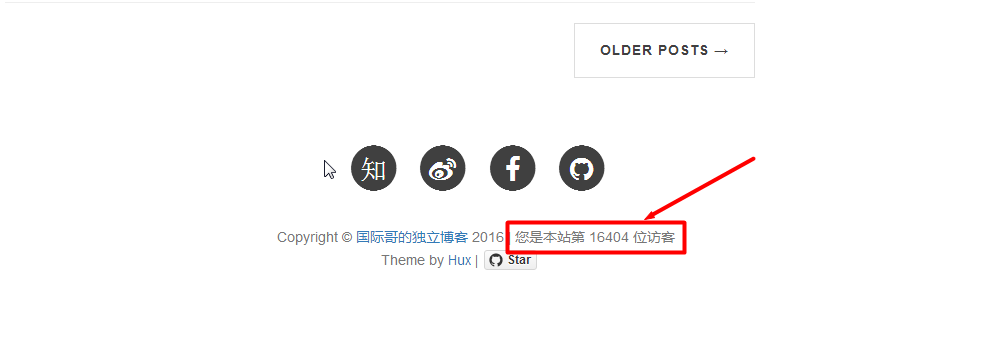 OLDER POSTS →
知
Copyright © 国际哥的独立博客 2016 | 您是本站第 16404 位访客
Theme by Hux | Star